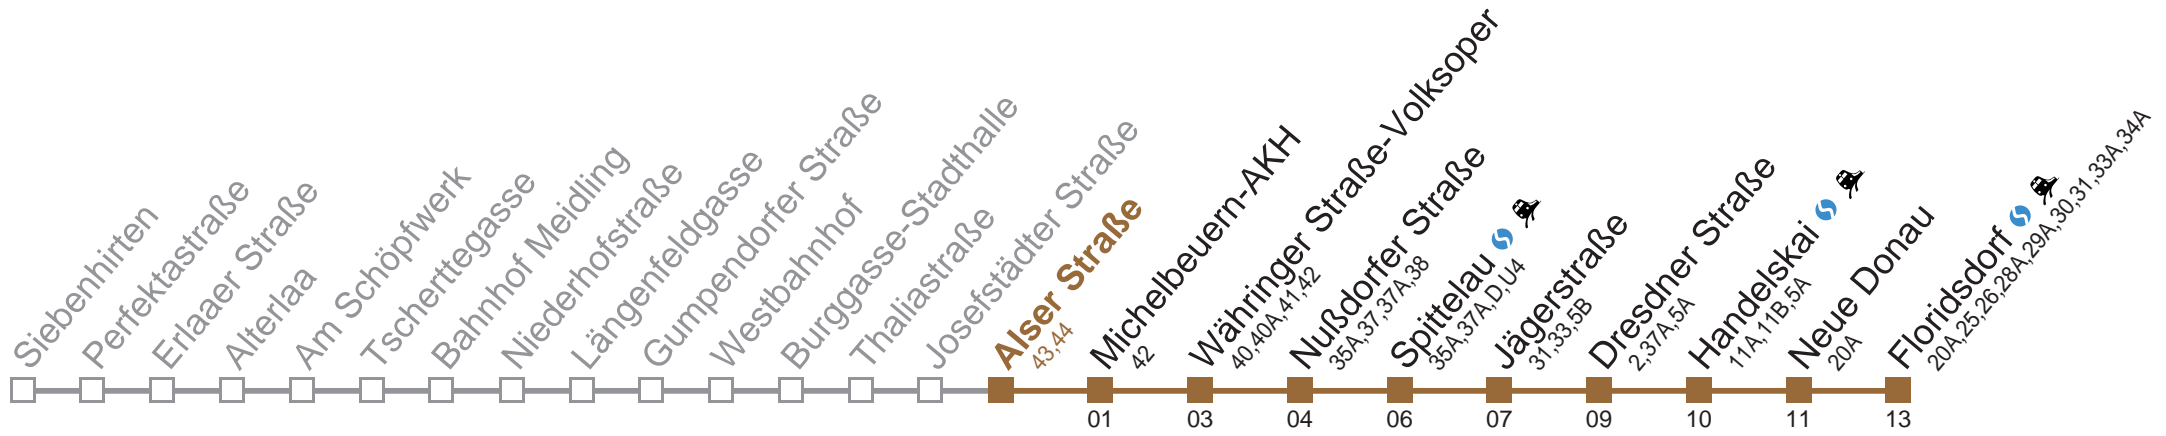 Siebenhirten
Perfektastraße
Erlaaer Straße
Alterlaa
Am Schöpfwerk
Tscherttegasse
Bahnhof Meidling
Niederhofstraße
Längenfeldgasse
Gumpendorfer Straße
Westbahnhof
Burggasse-Stadthalle
Thaliastraße
Josefstädter Straße
Alser Straße
43,44
Michelbeuern-AKH
42
01
Währinger Straße-Volksoper
40,40A,41,42
03
Nußdorfer Straße
35A,37,37A,38
04
Spittelau
35A,37A,D,U4
06
Jägerstraße
31,33,5B
07
Dresdner Straße
2,37A,5A
09
Handelskai
11A,11B,5A
10
Neue Donau
20A
11
Floridsdorf
20A,25,26,28A,29A,30,31,33A,34A
13